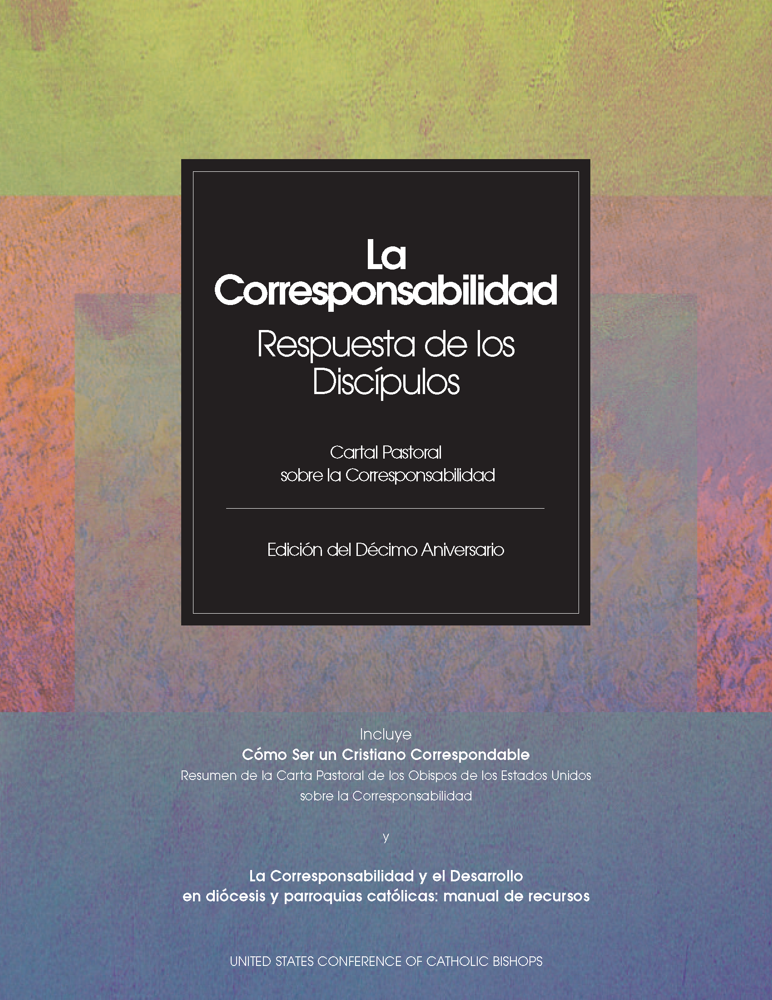 La
Corresponsabilidad
Respuesta de los
Discípulos
Cartal Pastoral
sobre la Corresponsabilidad
Edición del Décimo Aniversario
Incluye
Cómo Ser un Cristiano Correspondable
Resumen de la Carta Pastoral de los Obispos de los Estados Unidos
sobre la Corresponsabilidad
y
La Corresponsabilidad y el Desarrollo
en diócesis y parroquias católicas: manual de recursos
UNITED STATES CONFERENCE OF CATHOLIC BISHOPS